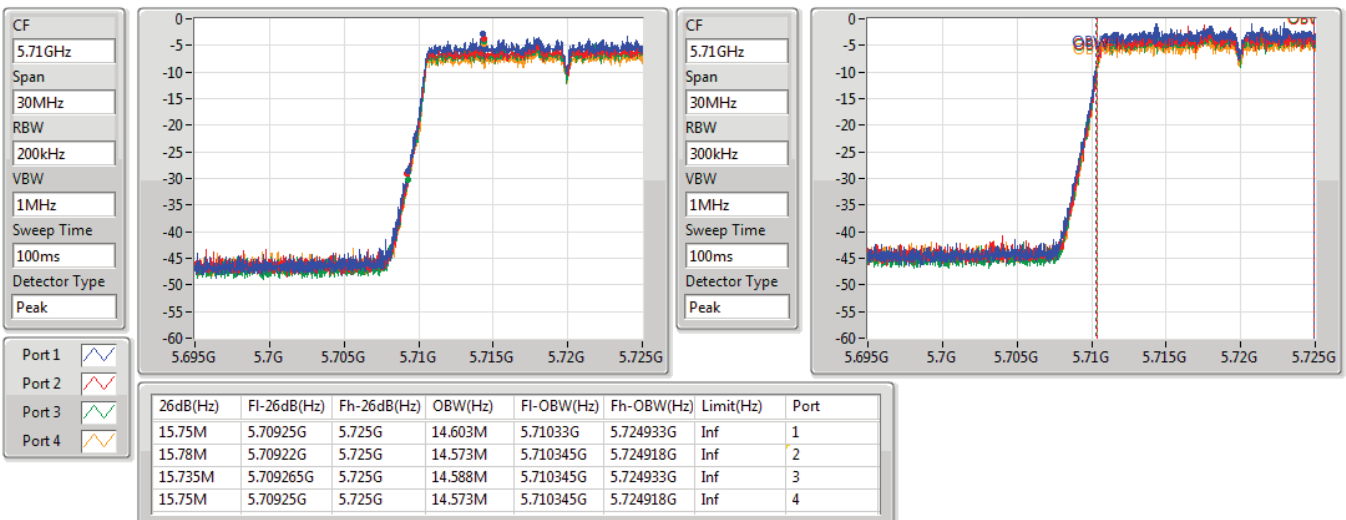 CF
5.71GHz
Span
30MHz
RBW
200kHz
VBW
1MHz
Sweep Time
100ms
Detector Type
Peak
0
-5
-10
-15
-20
-25
-30
-35
-40
-45
-50
-55
-60
5.695G 5.7G 5.705G 5.71G 5.715G 5.72G 5.725G
CF
5.71GHz
Span
30MHz
RBW
300kHz
VBW
1MHz
Sweep Time
100ms
Detector Type
Peak
0
-5
-10
-15
-20
-25
-30
-35
-40
-45
-50
-55
-60
5.695G 5.7G 5.705G 5.71G 5.715G 5.72G 5.725G
Port 1
Port 2
Port 3
Port 4
26dB(Hz) Fl-26dB(Hz) Fh-26dB(Hz) OBW(Hz) Fl-OBW(Hz) Fh-OBW(Hz) Limit(Hz) Port
15.75M 5.70925G 5.725G 14.603M 5.71033G 5.724933G Inf 1
15.78M 5.70922G 5.725G 14.573M 5.710345G 5.724918G Inf 2
15.735M 5.709265G 5.725G 14.588M 5.710345G 5.724933G Inf 3
15.75M 5.70925G 5.725G 14.573M 5.710345G 5.724918G Inf 4